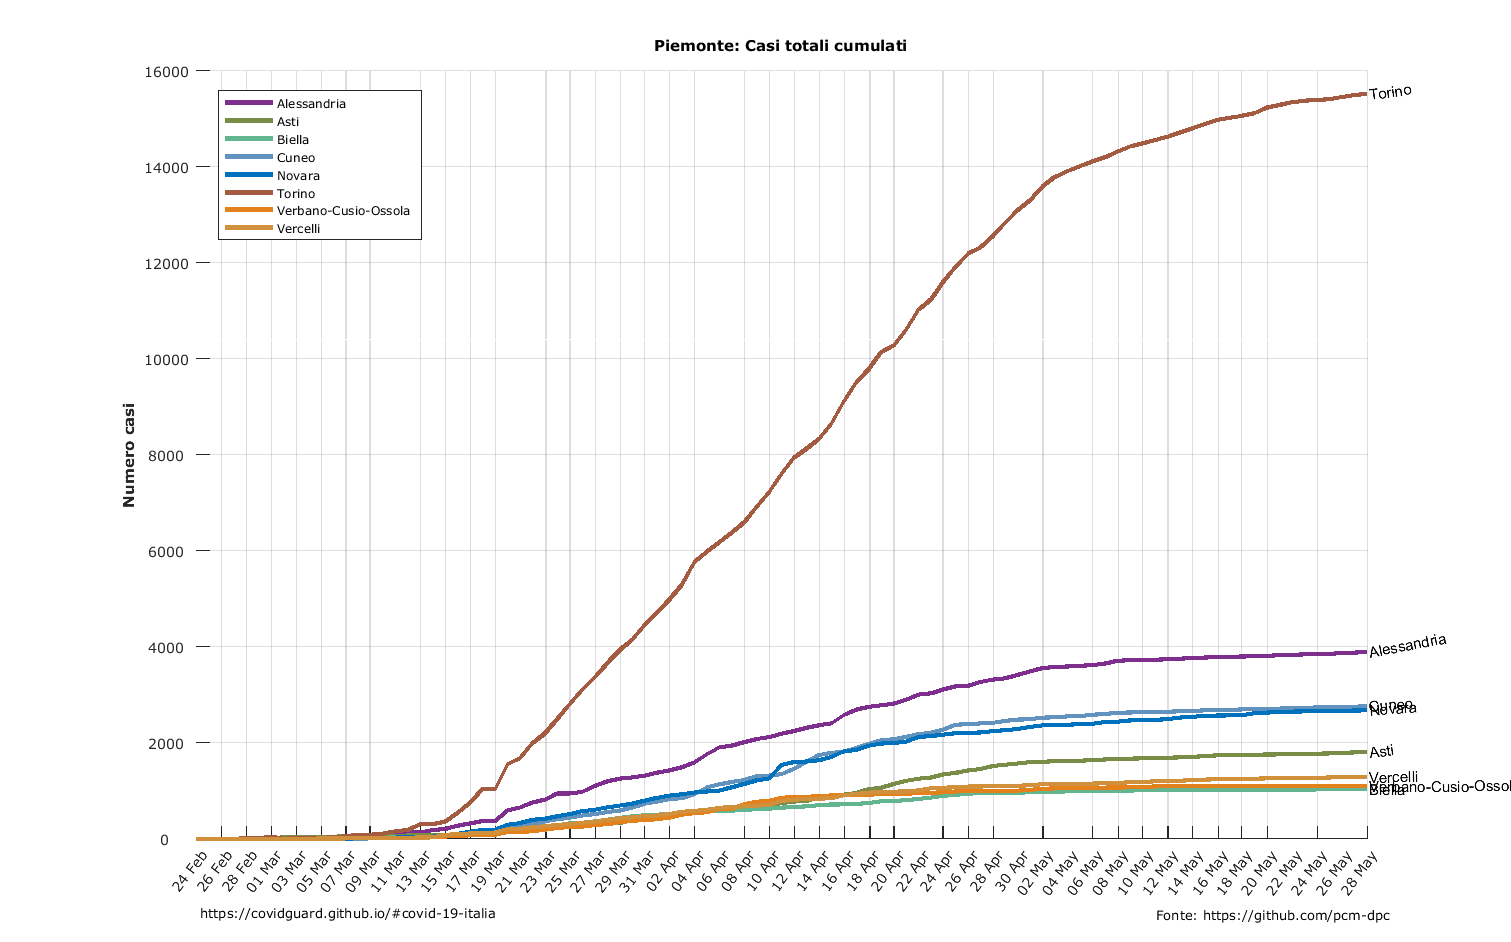 Piemonte: Casi totali cumulati
16000
14000
12000
10000
8000
6000
4000
2000
0
Numero casi
Alessandria
Asti
Biella
Cuneo
Novara
Torino
Verbano-Cusio-Ossola
Vercelli
Torino
Alessandria
Cuneo
Novara
Asti
Vercelli
Verbano-Cusio-Ossol
Biella
24 Feb
26 Feb
28 Feb
01 Mar
03 Mar
05 Mar
07 Mar
09 Mar
11 Mar
13 Mar
15 Mar
17 Mar
19 Mar
21 Mar
23 Mar
25 Mar
27 Mar
29 Mar
31 Mar
02 Apr
04 Apr
06 Apr
08 Apr
10 Apr
12 Apr
14 Apr
16 Apr
18 Apr
20 Apr
22 Apr
24 Apr
26 Apr
28 Apr
30 Apr
02 May
04 May
06 May
08 May
10 May
12 May
14 May
16 May
18 May
20 May
22 May
24 May
26 May
28 May
https://covidguard.github.io/#covid-19-italia
Fonte: https://github.com/pcm-dpc